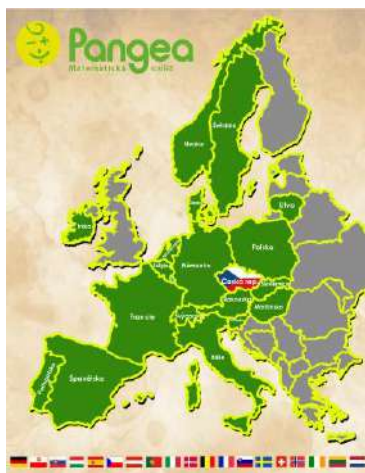 Pangea
Matematická soutěž
Švédsko
Norsko
Irsko
Litva
Polsko
Belgie
Německo
Česká rep.
Slovensko
Rakousko
Maďarsko
Francie
Itálie
Portugalsko
Španělsko